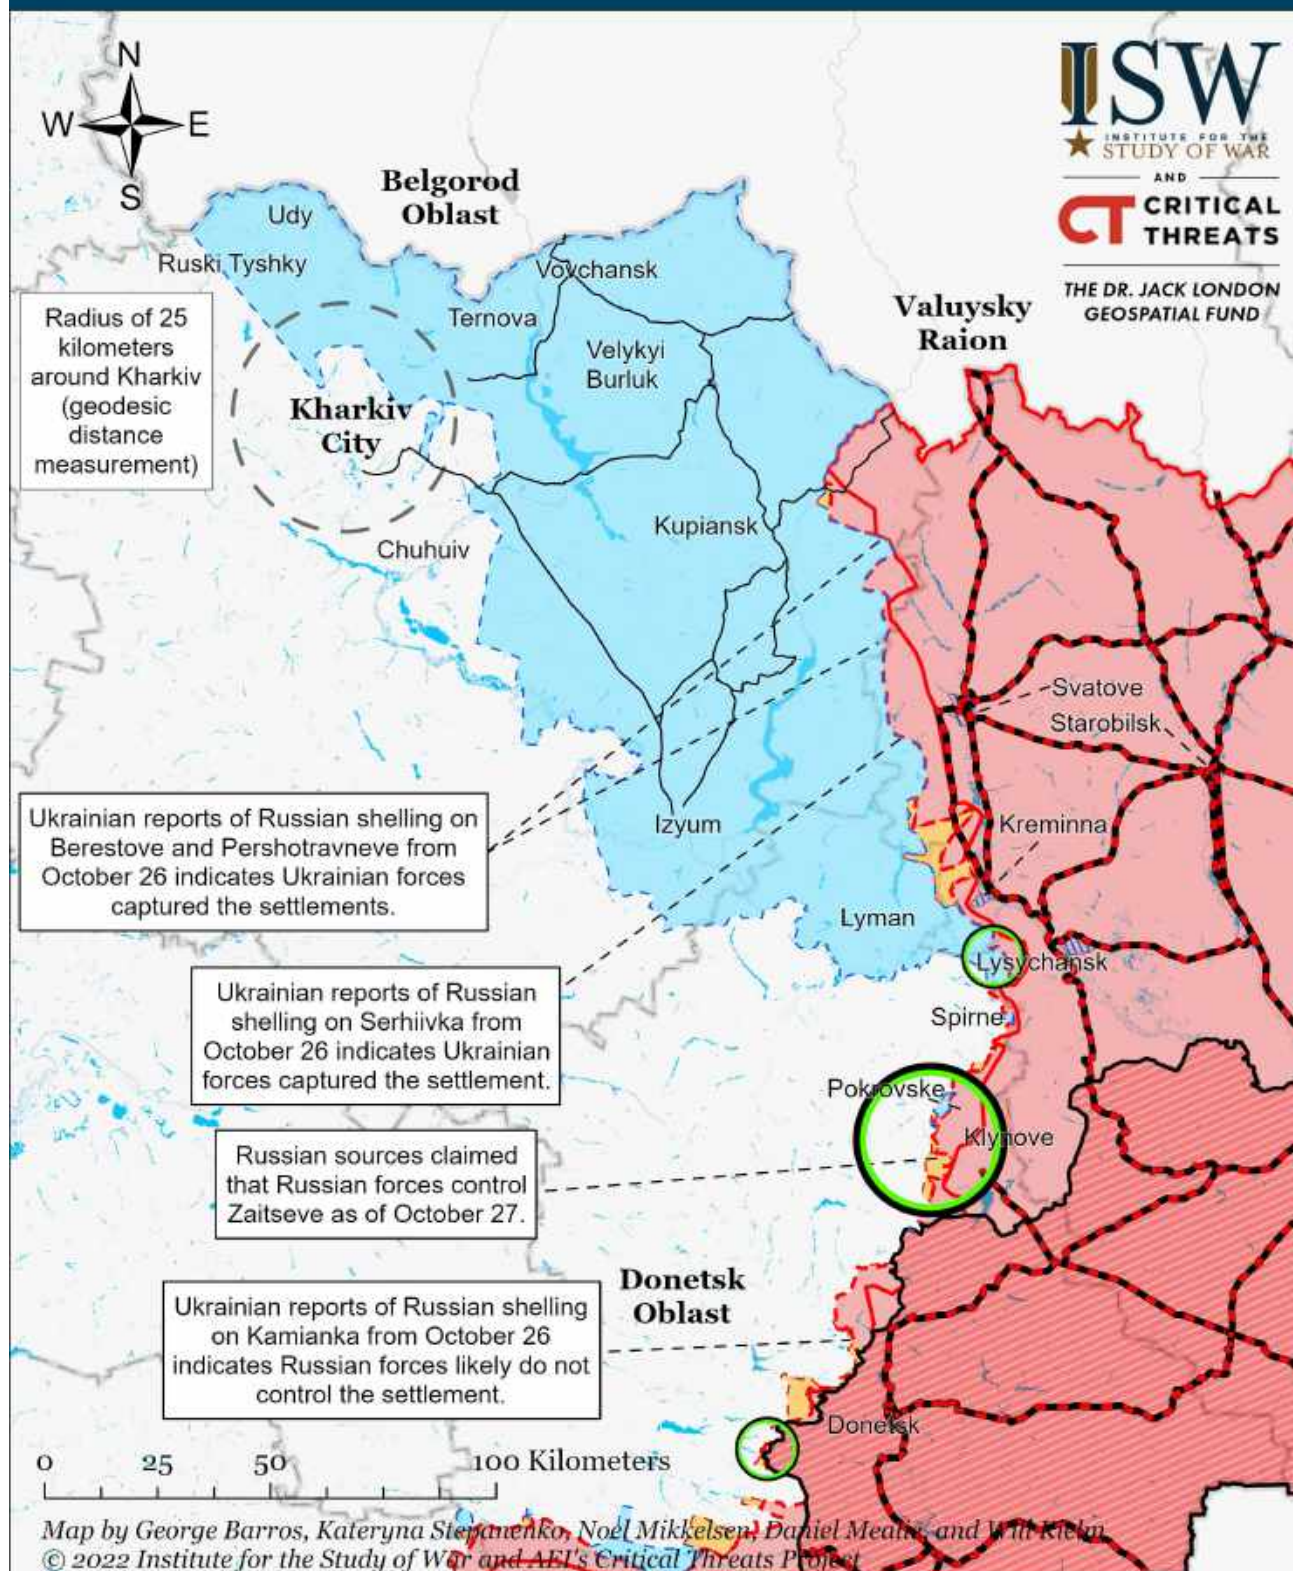 N
W E
S
ISW
INSTITUTE FOR THE
STUDY OF WAR
AND
CT CRITICAL
THREATS
THE DR. JACK LONDON
GEOSPATIAL FUND
Belgorod
Oblast
Udy
Ruski Tyshky
Vovchansk
Ternova
Valuysky
Raion
Radius of 25
kilometers
around Kharkiv
(geodesic
distance
measurement)
Velykyi
Burluk
Kharkiv
City
Kupiansk
Chuhuiv
Svatove
Starobilsk
Izyum
Kreminna
Ukrainian reports of Russian shelling on
Berestove and Pershotravneve from
October 26 indicates Ukrainian forces
captured the settlements.
Lyman
Lysychansk
Ukrainian reports of Russian
shelling on Serhiivka from
October 26 indicates Ukrainian
forces captured the settlement.
Spirne
Pokrovske
Klynove
Russian sources claimed
that Russian forces control
Zaitseve as of October 27.
Donetsk
Oblast
Ukrainian reports of Russian shelling
on Kamianka from October 26
indicates Russian forces likely do not
control the settlement.
Donetsk
0 25 50 100 Kilometers
Map by George Barros, Kateryna Stepanenko, Noel Mikkelsen, Daniel Mealie, and Will Kielm
© 2022 Institute for the Study of War and AEI's Critical Threats Project